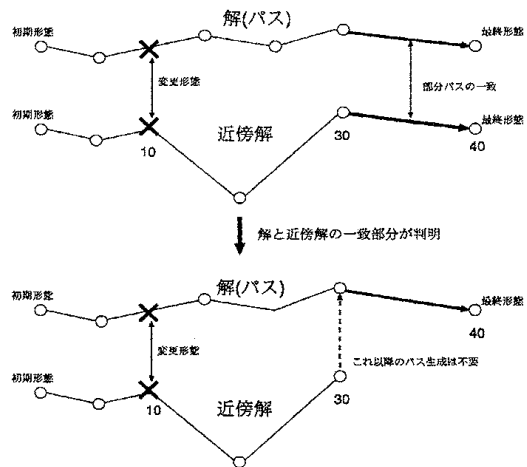 解(パス)
初期形態
最終形態
変更形態
部分パスの一致
初期形態
近傍解
最終形態
10
30
40
解と近傍解の一致部分が判明
解(パス)
初期形態
最終形態
40
変更形態
これ以降のパス生成は不要
初期形態
近傍解
10
30